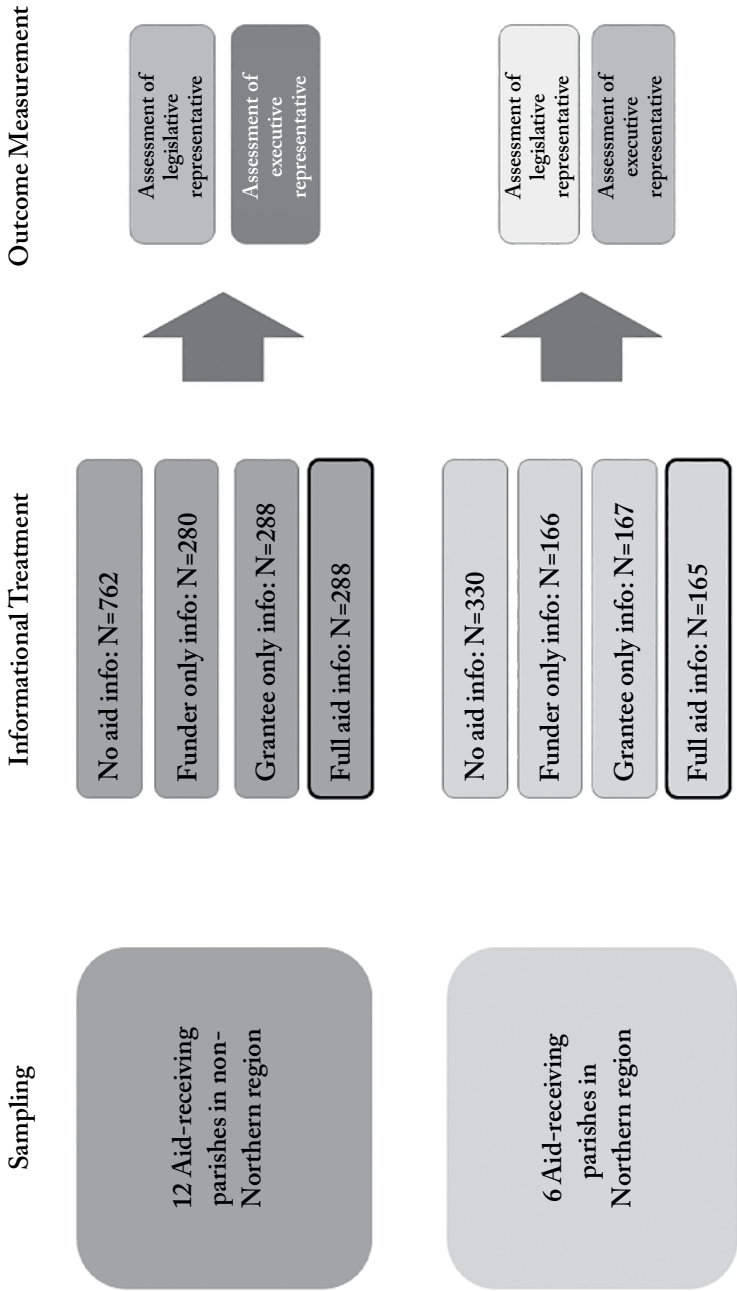 Sampling
Informational Treatment
Outcome Measurement
12 Aid-receiving
parishes in non-
Northern region
No aid info: N=762
Funder only info: N=280
Grantee only info: N=288
Full aid info: N=288
Assessment of
legislative
representative
Assessment of
executive
representative
6 Aid-receiving
parishes in
Northern region
No aid info: N=330
Funder only info: N=166
Grantee only info: N=167
Full aid info: N=165
Assessment of
legislative
representative
Assessment of
executive
representative